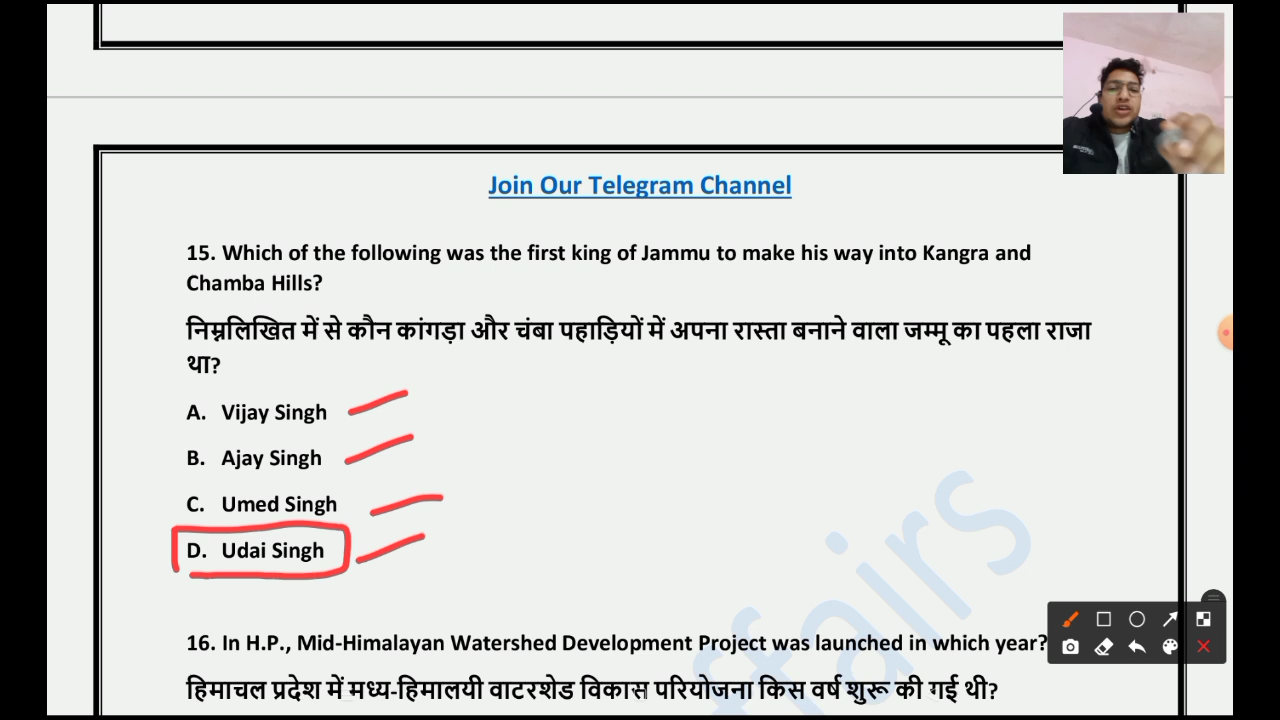 Join Our Telegram Channel
15. Which of the following was the first king of Jammu to make his way into Kangra and
Chamba Hills?
निम्नलिखित में से कौन कांगड़ा और चंबा पहाड़ियों में अपना रास्ता बनाने वाला जम्मू का पहला राजा
था?
A. Vijay Singh
B. Ajay Singh
C. Umed Singh
D. Udai Singh
ffairs
16. In H.P., Mid-Himalayan Watershed Development Project was launched in which year?
हिमाचल प्रदेश में मध्य-हिमालयी वाटरशेड विकास परियोजना किस वर्ष शुरू की गई थी?